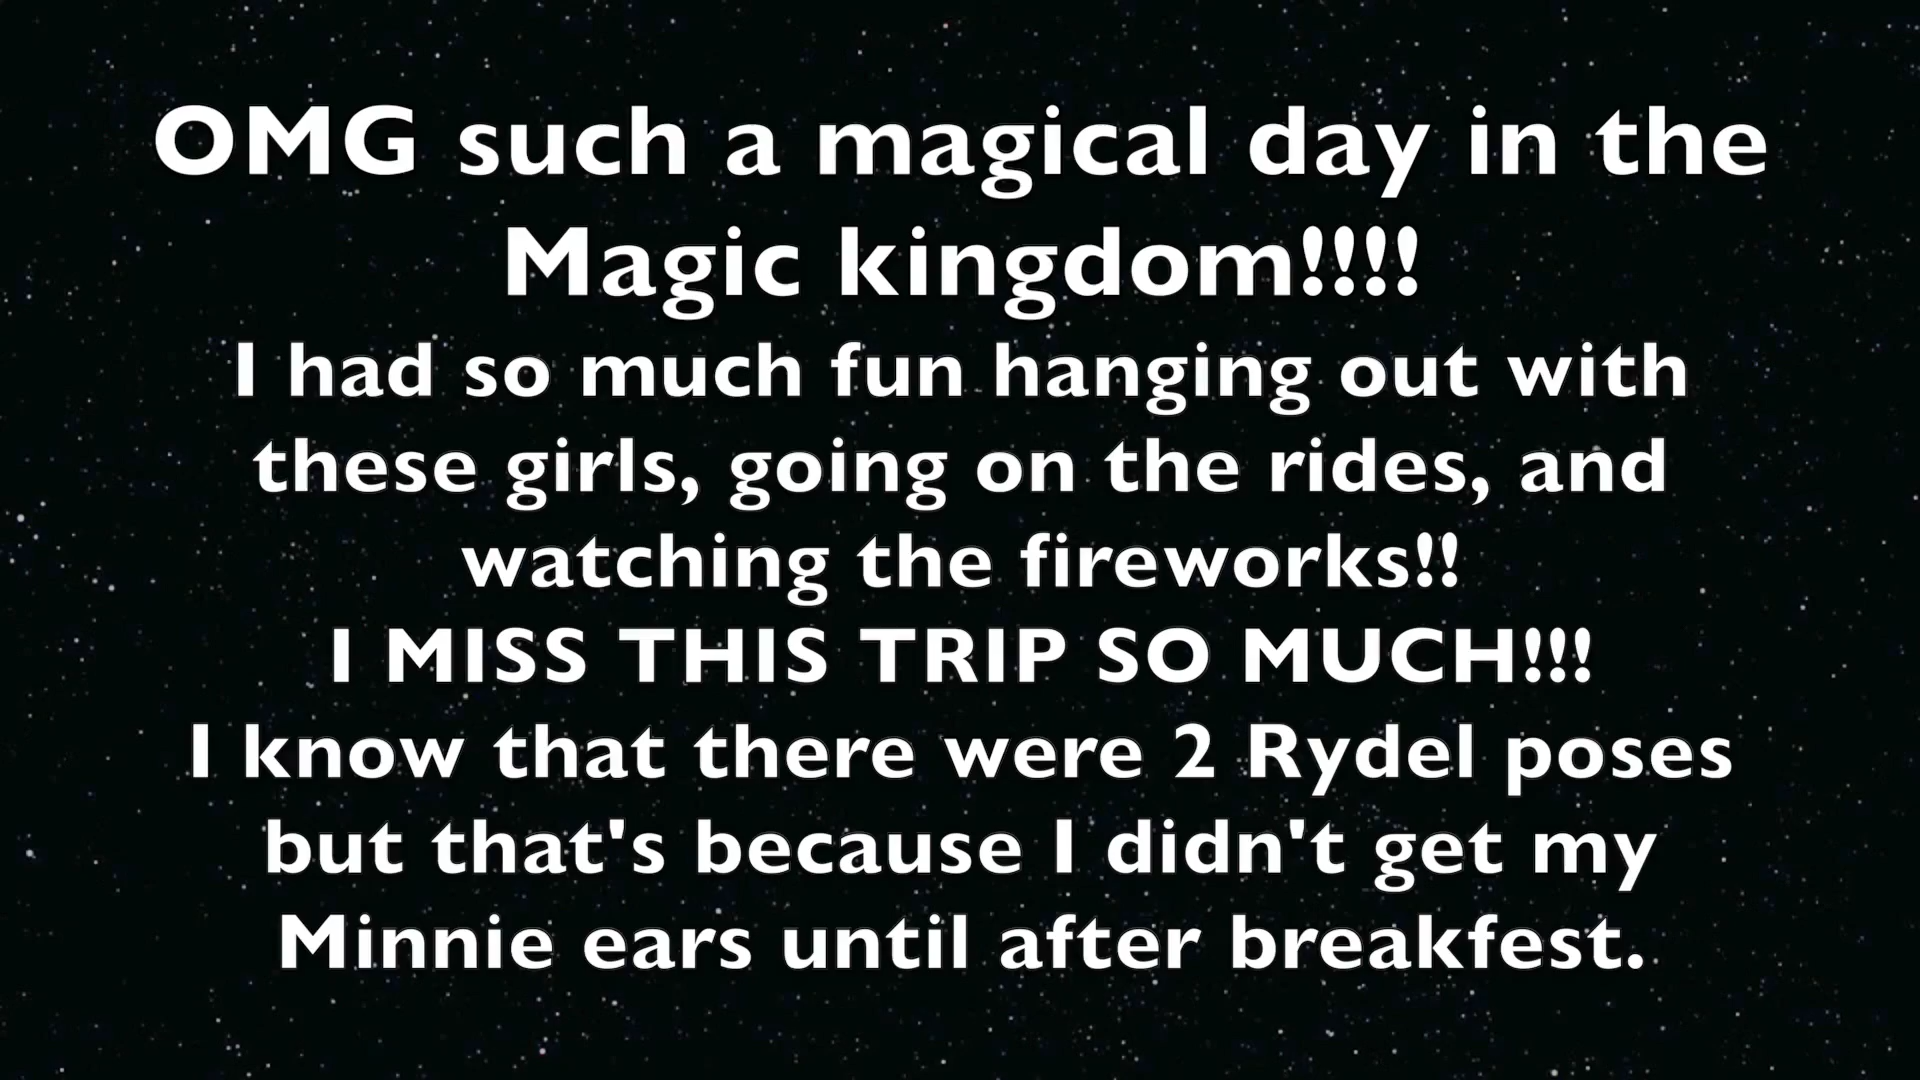 OMG such a magical day in the
Magic kingdom!!!!
I had so much fun hanging out with
these girls, going on the rides, and
watching the fireworks!!
I MISS THIS TRIP SO MUCH!!!
I know that there were 2 Rydel poses
but that's because I didn't get my
Minnie ears until after breakfest.